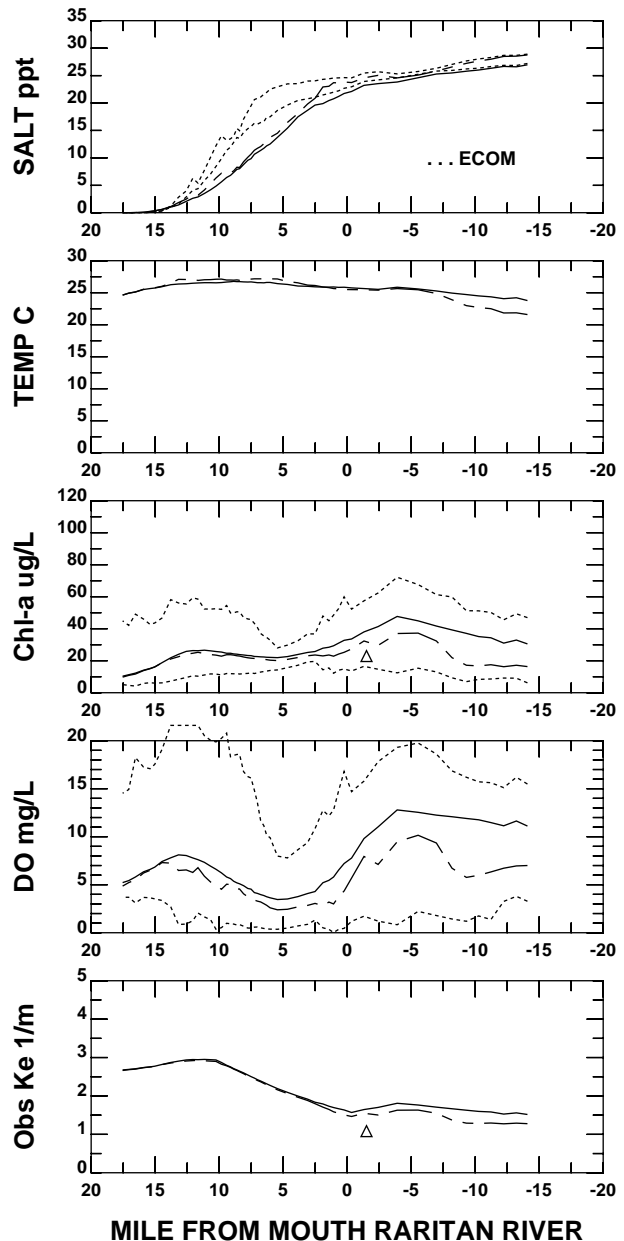 35
30
25
20
15
10
5
0
SALT ppt
. . . ECOM
20 15 10 5 0 -5 -10 -15 -20
30
25
20
15
10
5
0
TEMP C
20 15 10 5 0 -5 -10 -15 -20
120
100
80
60
40
20
0
Chl-a ug/L
20 15 10 5 0 -5 -10 -15 -20
20
15
10
5
0
DO mg/L
20 15 10 5 0 -5 -10 -15 -20
5
4
3
2
1
0
Obs Ke 1/m
20 15 10 5 0 -5 -10 -15 -20
MILE FROM MOUTH RARITAN RIVER